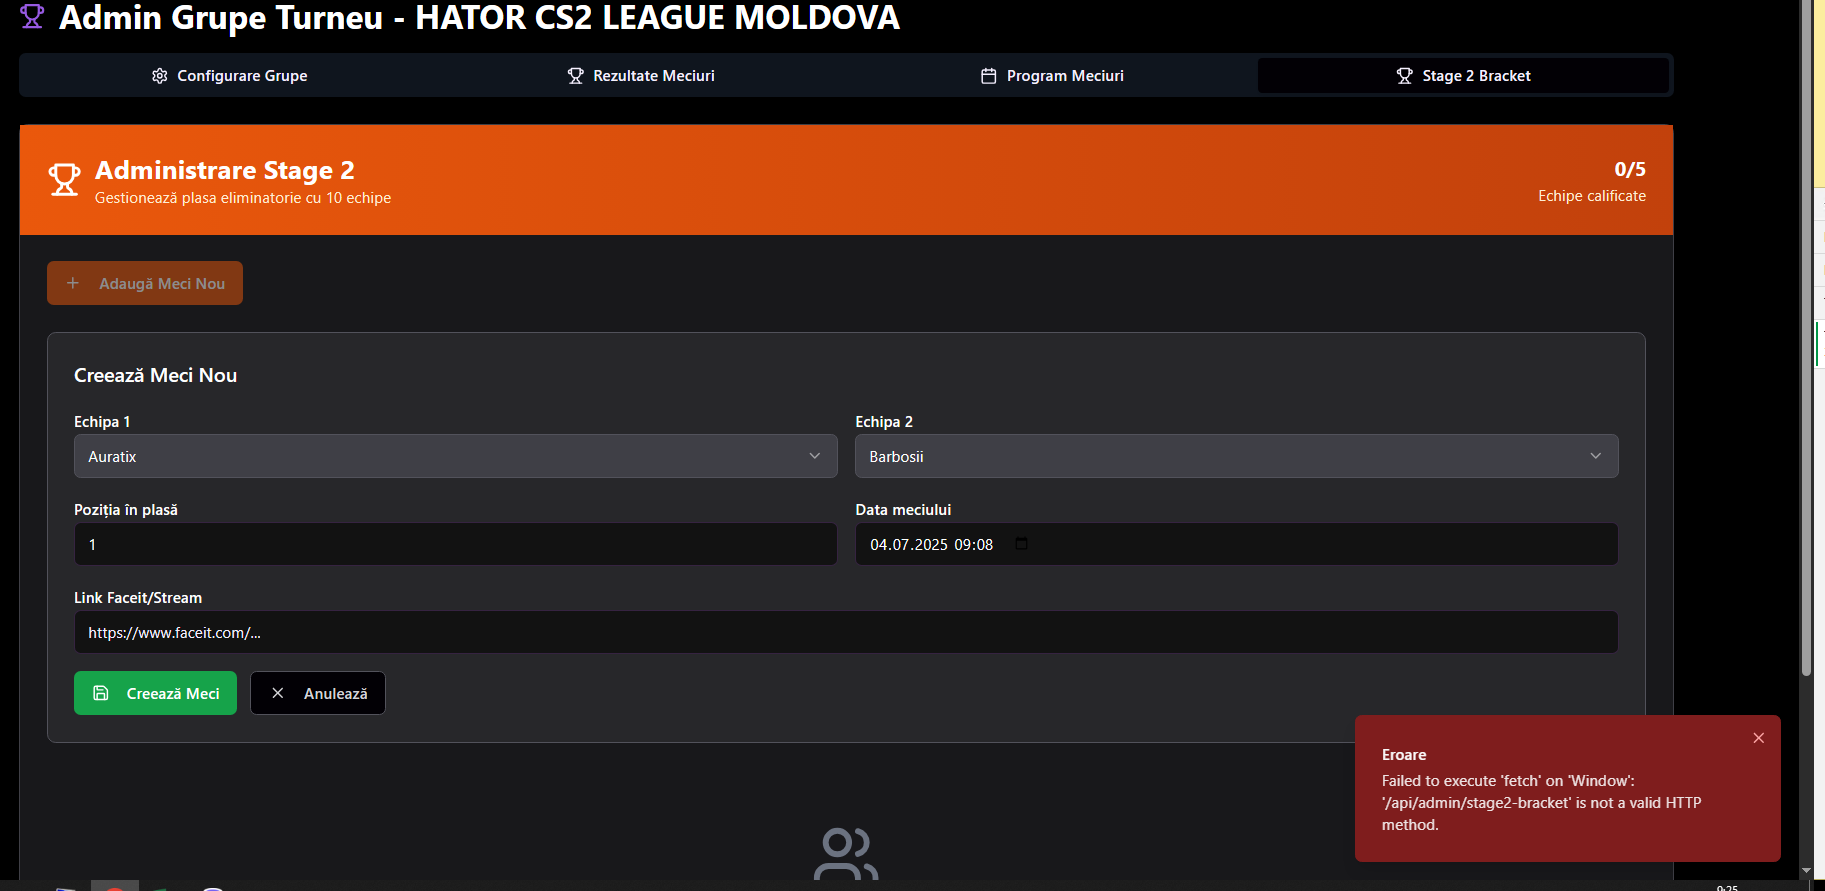 Admin Grupe Turneu - HATOR CS2 LEAGUE MOLDOVA
Configurare Grupe
Rezultate Meciuri
Program Meciuri
Stage 2 Bracket
Administrare Stage 2
Gestionează plasa eliminatorie cu 10 echipe
0/5
Echipe calificate
+ Adaugă Meci Nou
Creează Meci Nou
Echipa 1
Echipa 2
Auratix
Barbosii
Poziția în plasă
Data meciului
1
04.07.2025 09:08
Link Faceit/Stream
https://www.faceit.com/...
Creează Meci
Anulează
Eroare
Failed to execute 'fetch' on 'Window':
'/api/admin/stage2-bracket' is not a valid HTTP
method.